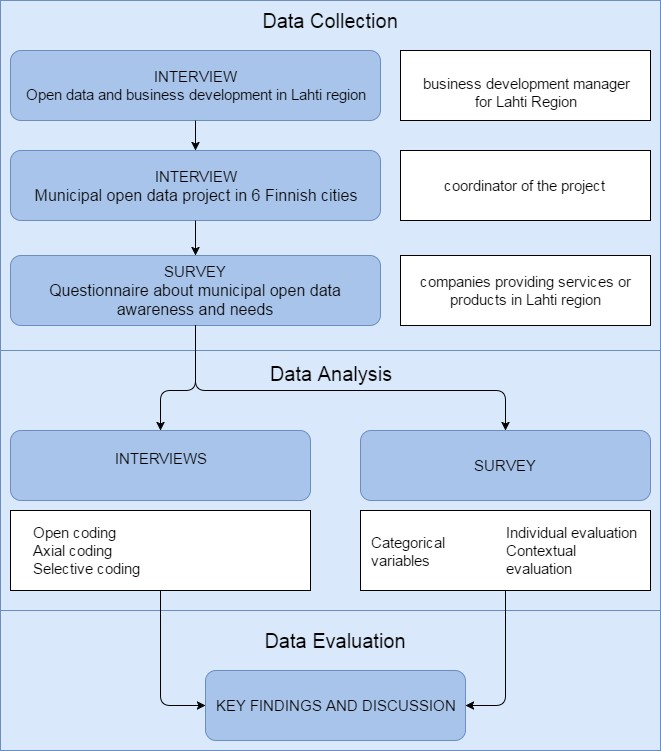 Data Collection
INTERVIEW
Open data and business development in Lahti region
business development manager
for Lahti Region
INTERVIEW
Municipal open data project in 6 Finnish cities
coordinator of the project
SURVEY
Questionnaire about municipal open data
awareness and needs
companies providing services or
products in Lahti region
Data Analysis
INTERVIEWS
Open coding
Axial coding
Selective coding
SURVEY
Categorical
variables
Individual evaluation
Contextual
evaluation
Data Evaluation
KEY FINDINGS AND DISCUSSION